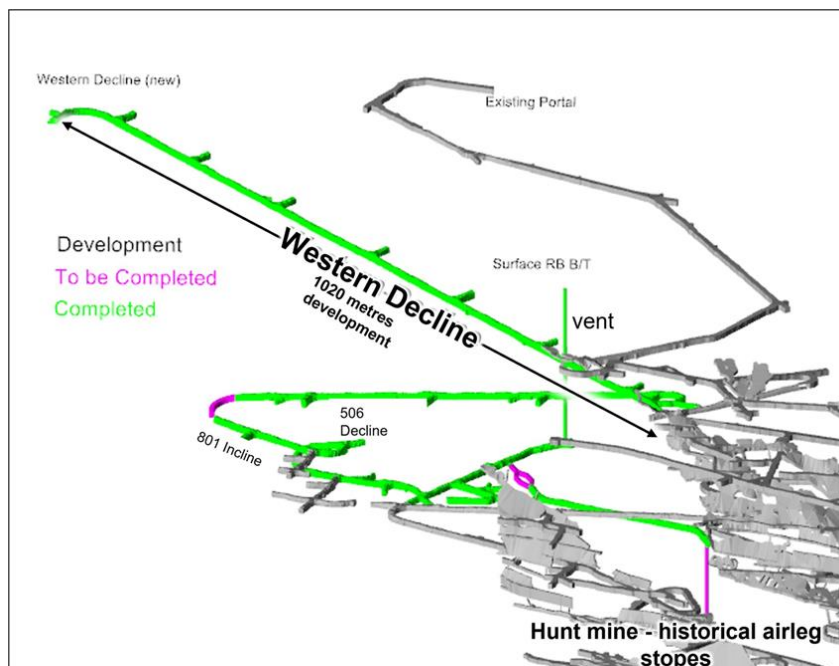 Western Decline (new)
Existing Portal
Development
To be Completed
Completed
Western Decline
1020 metres
development
Surface RB B/T
vent
506
Decline
801 Incline
Hunt mine - historical airleg
stopes